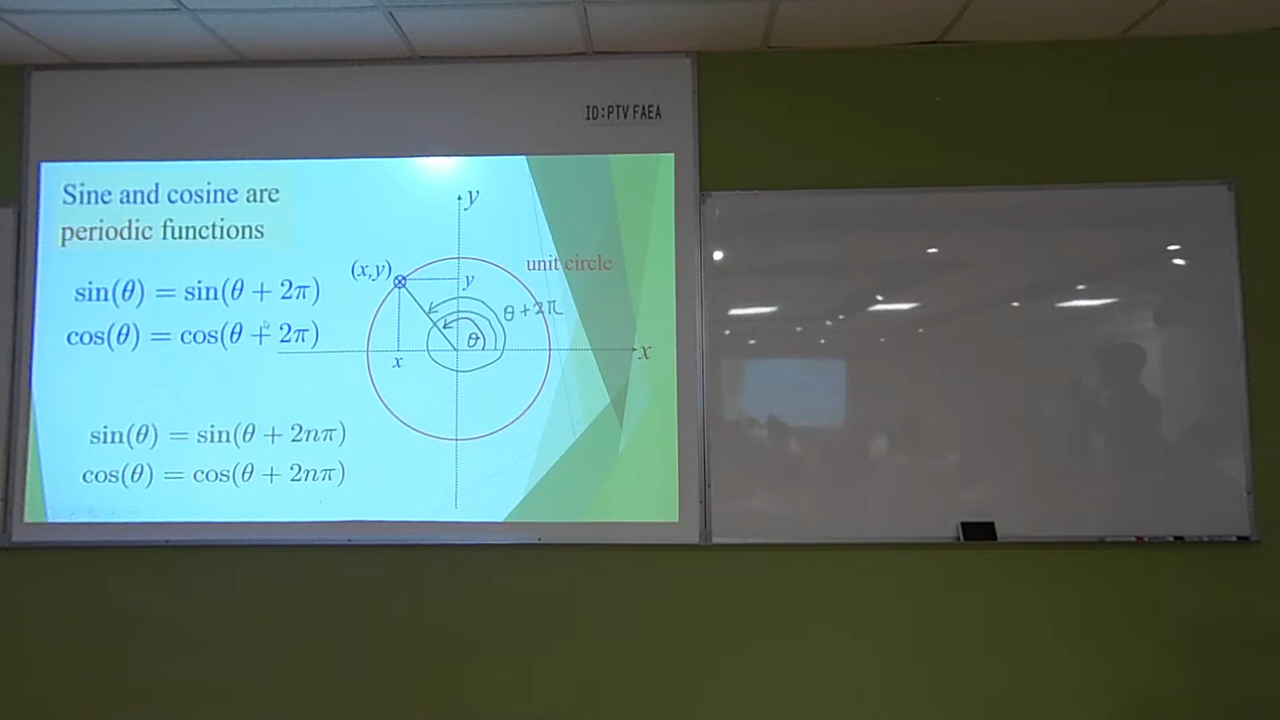 ID:PTV FAEA
Sine and cosine are
periodic functions
sin(θ) = sin(θ + 2π)
cos(θ) = cos(θ + 2π)
sin(θ) = sin(θ + 2nπ)
cos(θ) = cos(θ + 2nπ)
y
unit circle
(x,y)
y
θ+2π
θ
x
x